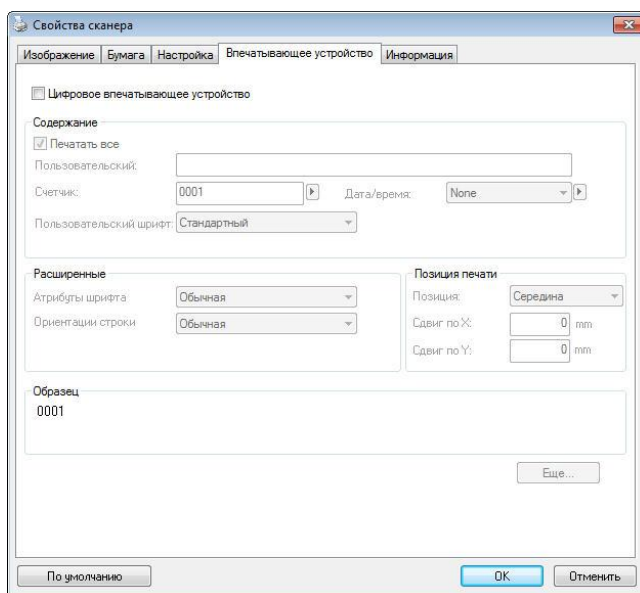 Свойства сканера
Изображение Бумага Настройка Впечатывающее устройство Информация
Цифровое впечатывающее устройство
Содержание
Печатать все
Пользовательский:
Счетчик: 0001 Дата/время: None
Пользовательский шрифт: Стандартный
Расширенные Позиция печати
Атрибуты шрифта Обычная Позиция: Середина
Ориентации строки Обычная Сдвиг по X: 0 mm
Сдвиг по Y: 0 mm
Образец
0001
Еще...
По умолчанию OK Отменить